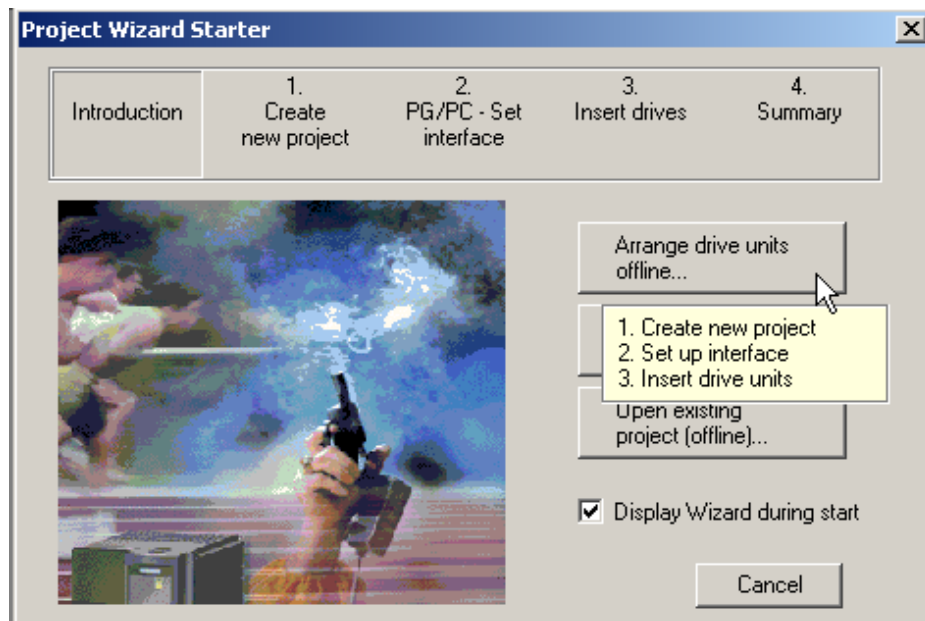 Project Wizard Starter
Introduction
1.
Create
new project
2.
PG/PC - Set
interface
3.
Insert drives
4.
Summary
Arrange drive units
offline...
1. Create new project
2. Set up interface
3. Insert drive units
Open existing
project (offline)...
Display Wizard during start
Cancel